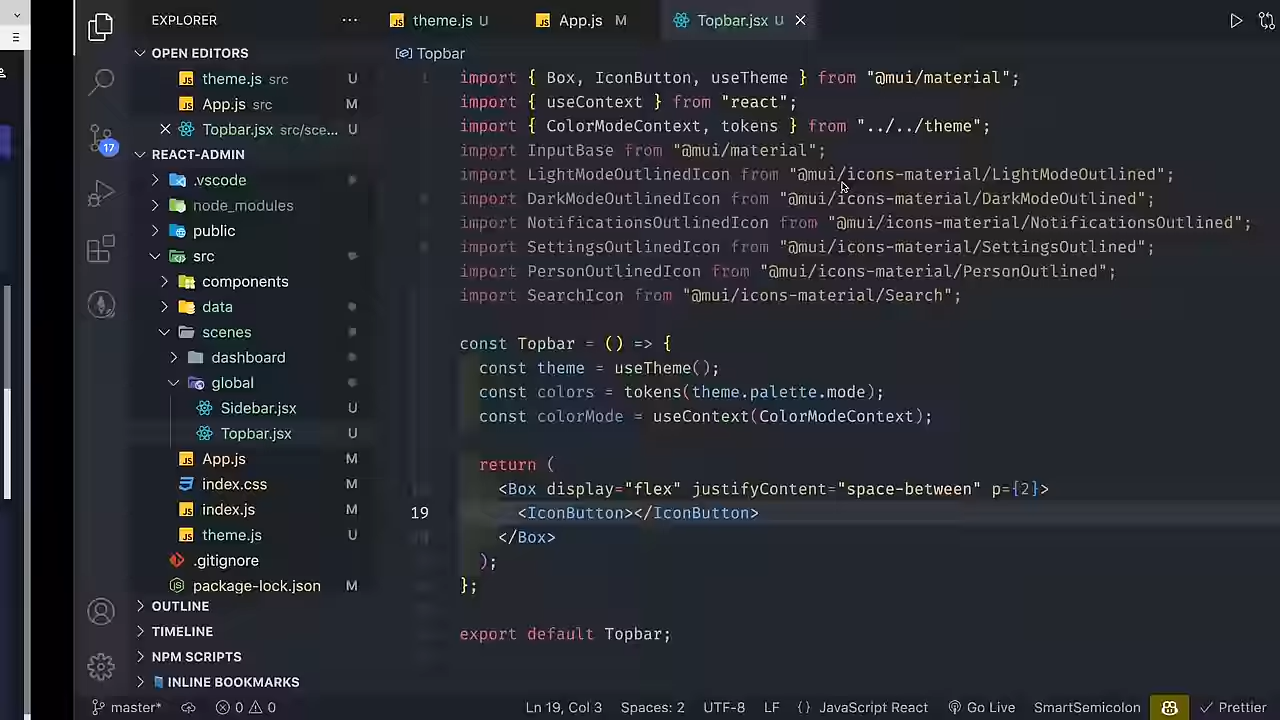 EXPLORER
OPEN EDITORS
theme.js src U
App.js src M
Topbar.jsx src/sce... U
17
REACT-ADMIN
.vscode
node_modules
public
src
components
data
scenes
dashboard
global
Sidebar.jsx U
Topbar.jsx U
App.js M
index.css M
index.js M
theme.js U
.gitignore
package-lock.json M
OUTLINE
TIMELINE
NPM SCRIPTS
INLINE BOOKMARKS
theme.js U App.js M Topbar.jsx U
Topbar
1 import { Box, IconButton, useTheme } from "@mui/material";
import { useContext } from "react";
import { ColorModeContext, tokens } from "../../theme";
import InputBase from "@mui/material";
import LightModeOutlinedIcon from "@mui/icons-material/LightModeOutlined";
import DarkModeOutlinedIcon from "@mui/icons-material/DarkModeOutlined";
import NotificationsOutlinedIcon from "@mui/icons-material/NotificationsOutlined";
import SettingsOutlinedIcon from "@mui/icons-material/SettingsOutlined";
import PersonOutlinedIcon from "@mui/icons-material/PersonOutlined";
import SearchIcon from "@mui/icons-material/Search";
const Topbar = () => {
const theme = useTheme();
const colors = tokens(theme.palette.mode);
const colorMode = useContext(ColorModeContext);
return (
<Box display="flex" justifyContent="space-between" p={2}>
19 <IconButton></IconButton>
</Box>
);
};
export default Topbar;
master* 0 0 Ln 19, Col 3 Spaces: 2 UTF-8 LF {} JavaScript React Go Live SmartSemicolon Prettier